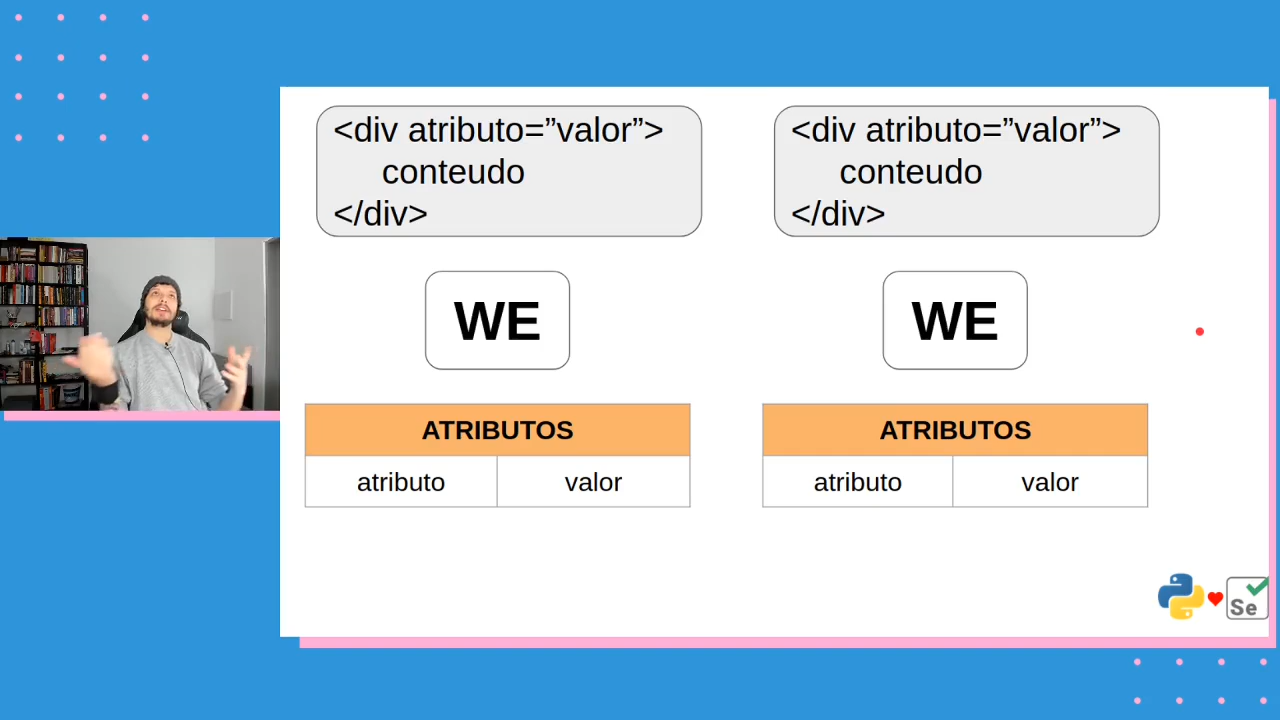 <div atributo=”valor”>
conteudo
</div>
<div atributo=”valor”>
conteudo
</div>
WE
WE
ATRIBUTOS
atributo valor
ATRIBUTOS
atributo valor
Se